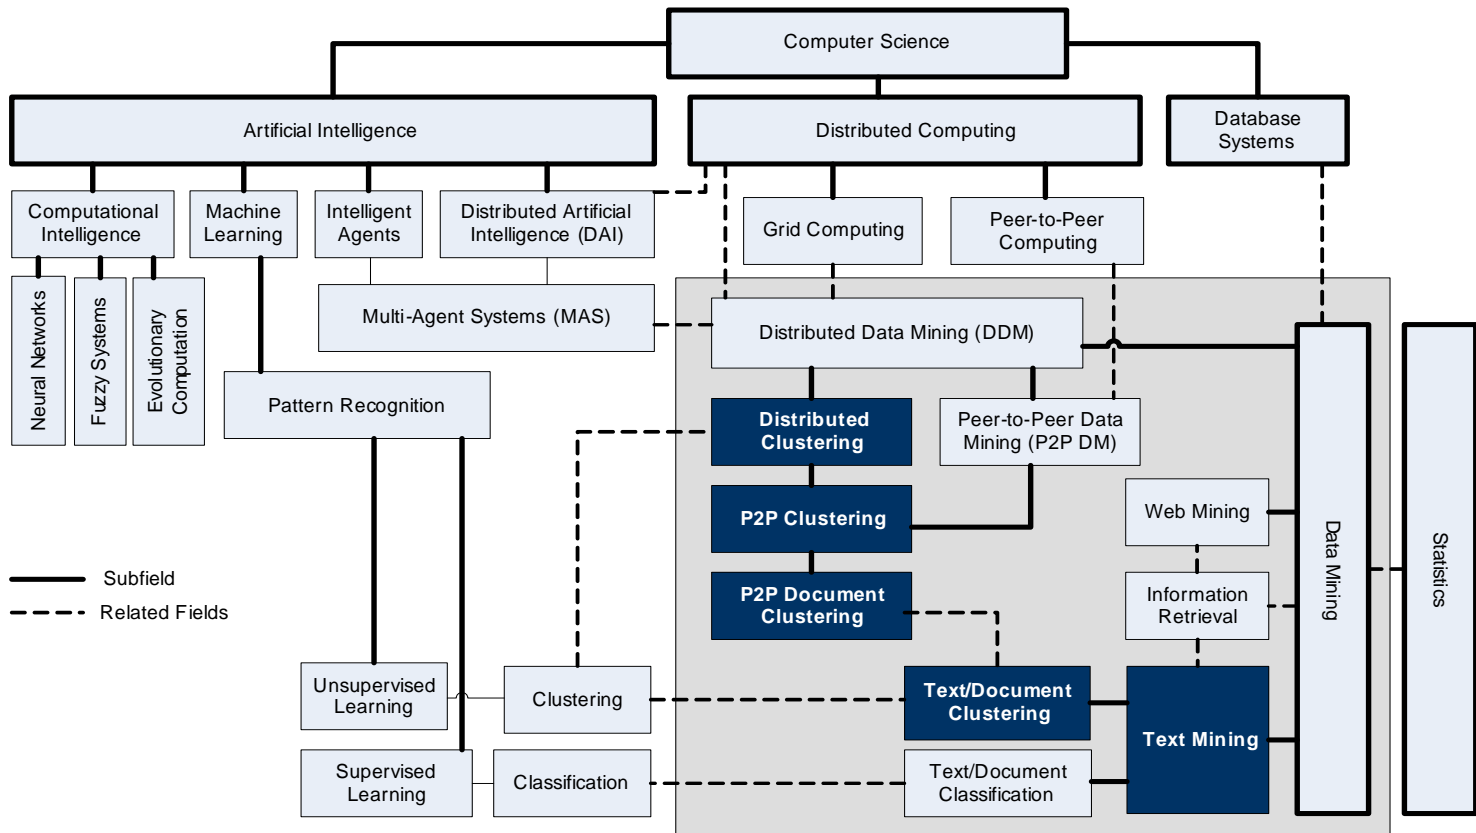 Computer Science
Artificial Intelligence
Distributed Computing
Database
Systems
Computational
Intelligence
Machine
Learning
Intelligent
Agents
Distributed Artificial
Intelligence (DAI)
Grid Computing
Peer-to-Peer
Computing
Neural Networks
Fuzzy Systems
Evolutionary
Computation
Multi-Agent Systems (MAS)
Distributed Data Mining (DDM)
Pattern Recognition
Distributed
Clustering
Peer-to-Peer Data
Mining (P2P DM)
P2P Clustering
Web Mining
Data Mining
Statistics
Subfield
Related Fields
P2P Document
Clustering
Information
Retrieval
Unsupervised
Learning
Clustering
Text/Document
Clustering
Text Mining
Supervised
Learning
Classification
Text/Document
Classification